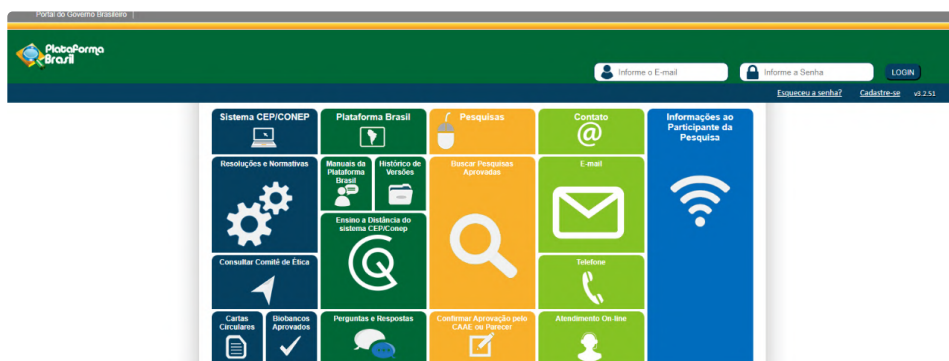 Portal do Governo Brasileiro |
Plataforma
Brasil
Informe o E-mail
Informe a Senha
LOGIN
Esqueceu a senha?
Cadastre-se
v3.2.51
Sistema CEP/CONEP
Plataforma Brasil
Pesquisas
Contato
@
Informações ao
Participante da
Pesquisa
Resoluções e Normativas
Manuais da
Plataforma
Brasil
Histórico de
Versões
Buscar Pesquisas
Aprovadas
E-mail
Ensino a Distância do
sistema CEP/Conep
Consultar Comitê de Ética
Telefone
Cartas
Circulares
Biobancos
Aprovados
Perguntas e Respostas
Confirmar Aprovação pelo
CAAE ou Parecer
Atendimento On-line